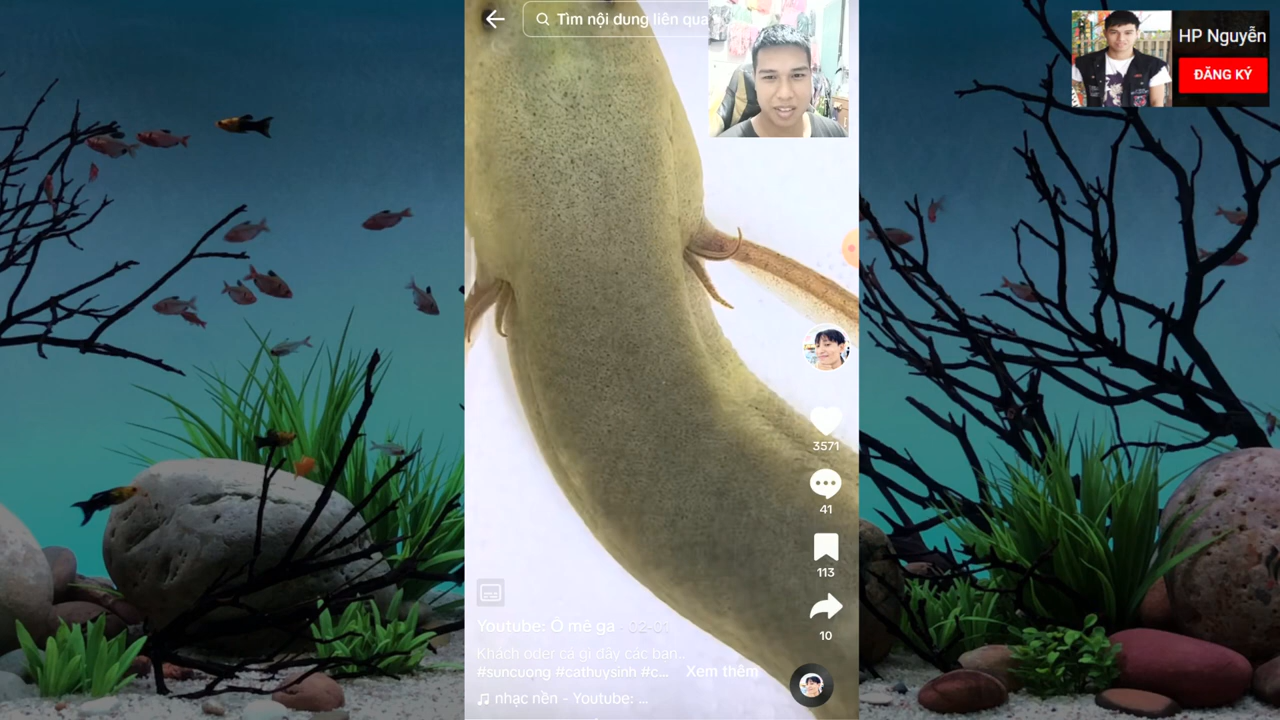 Tìm nội dung liên qua
HP Nguyễn
ĐĂNG KÝ
3571
41
113
10
Youtube: Ô mê ga · 02-01
Khách oder cá gì đây các bạn..
#suncuong #cathuysinh #c... Xem thêm
nhạc nền - Youtube: ...